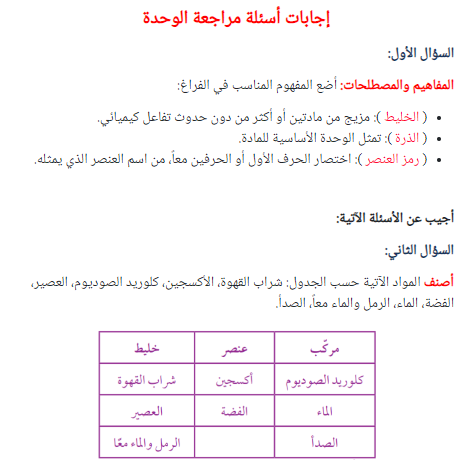 إجابات أسئلة مراجعة الوحدة
السؤال الأول:
المفاهيم والمصطلحات: أضع المفهوم المناسب في الفراغ:
( الخليط ): مزيج من مادتين أو أكثر من دون حدوث تفاعل كيميائي.
( الذرة ): تمثل الوحدة الأساسية للمادة.
( رمز العنصر ): اختصار الحرف الأول أو الحرفين معاً، من اسم العنصر الذي يمثله.
أجيب عن الأسئلة الآتية:
السؤال الثاني:
أصنف المواد الآتية حسب الجدول: شراب القهوة، الأكسجين، كلوريد الصوديوم، العصير،
الفضة، الماء، الرمل والماء معاً، الصدأ.
مركّب عنصر خليط
كلوريد الصوديوم أكسجين شراب القهوة
الماء الفضة العصير
الصدأ الرمل والماء معًا